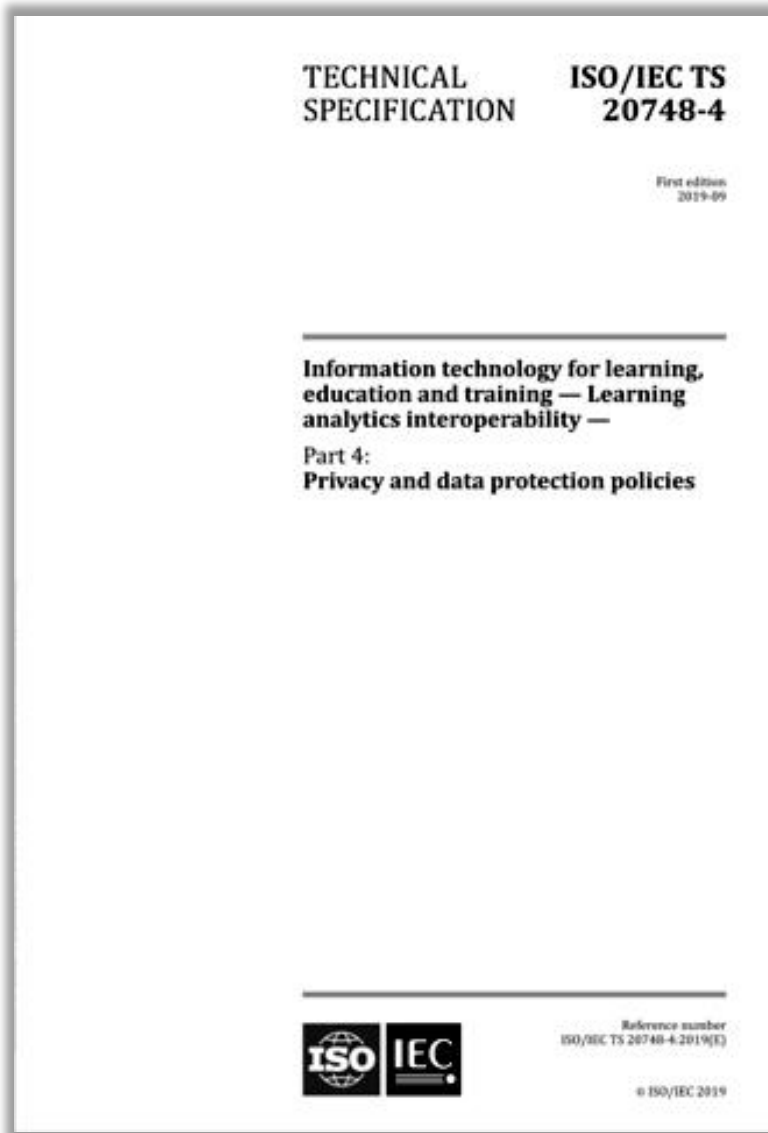 TECHNICAL SPECIFICATION
ISO/IEC TS 20748-4
First edition
2019-09
Information technology for learning,
education and training — Learning
analytics interoperability —
Part 4:
Privacy and data protection policies
ISO
IEC
Reference number
ISO/IEC TS 20748-4:2019(E)
© ISO/IEC 2019